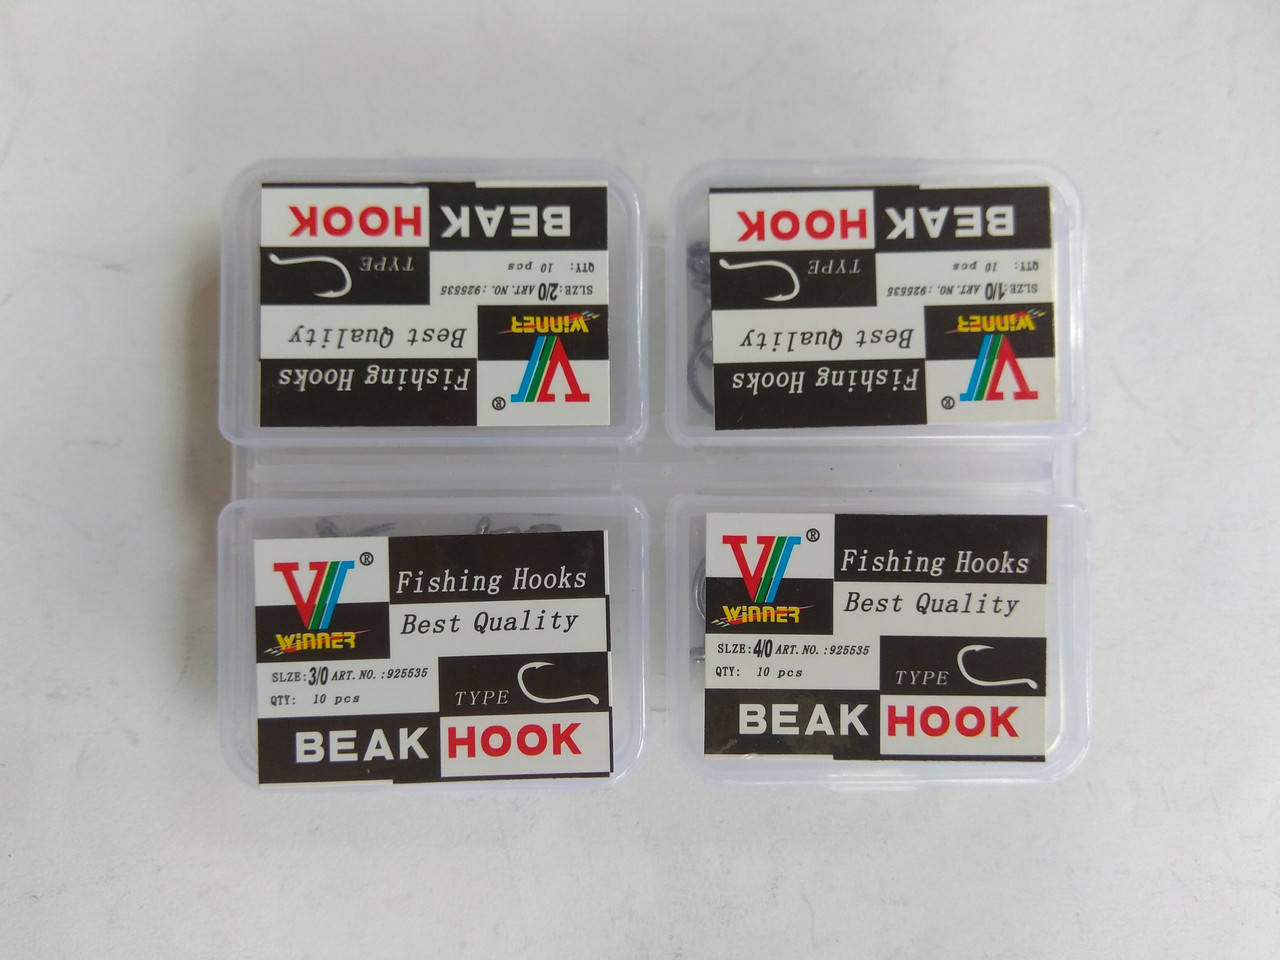 BEAK HOOK
TYPE
QTY: 10 pcs
SLZE: 2/0 ART. NO. : 925535
WINNER
Best Quality
Fishing Hooks
V ®
BEAK HOOK
TYPE
QTY: 10 pcs
SLZE: 1/0 ART. NO. : 925535
WINNER
Best Quality
Fishing Hooks
V ®
V ®
Fishing Hooks
WINNER
Best Quality
SLZE: 3/0 ART. NO. : 925535
QTY: 10 pcs
TYPE
BEAK HOOK
V ®
Fishing Hooks
WINNER
Best Quality
SLZE: 4/0 ART. NO. : 925535
QTY: 10 pcs
TYPE
BEAK HOOK